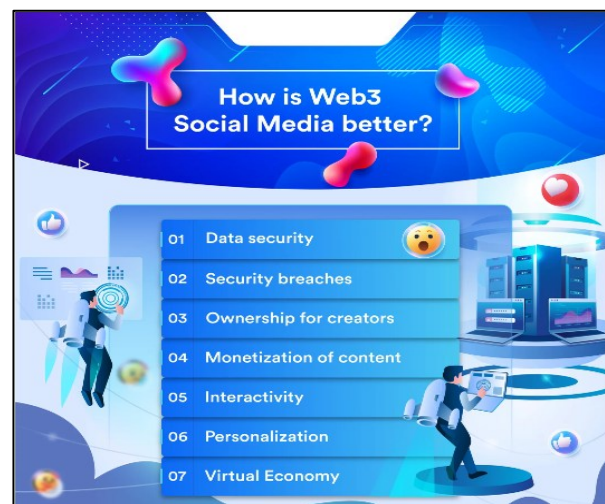 How is Web3
Social Media better?
01 Data security
02 Security breaches
03 Ownership for creators
04 Monetization of content
05 Interactivity
06 Personalization
07 Virtual Economy